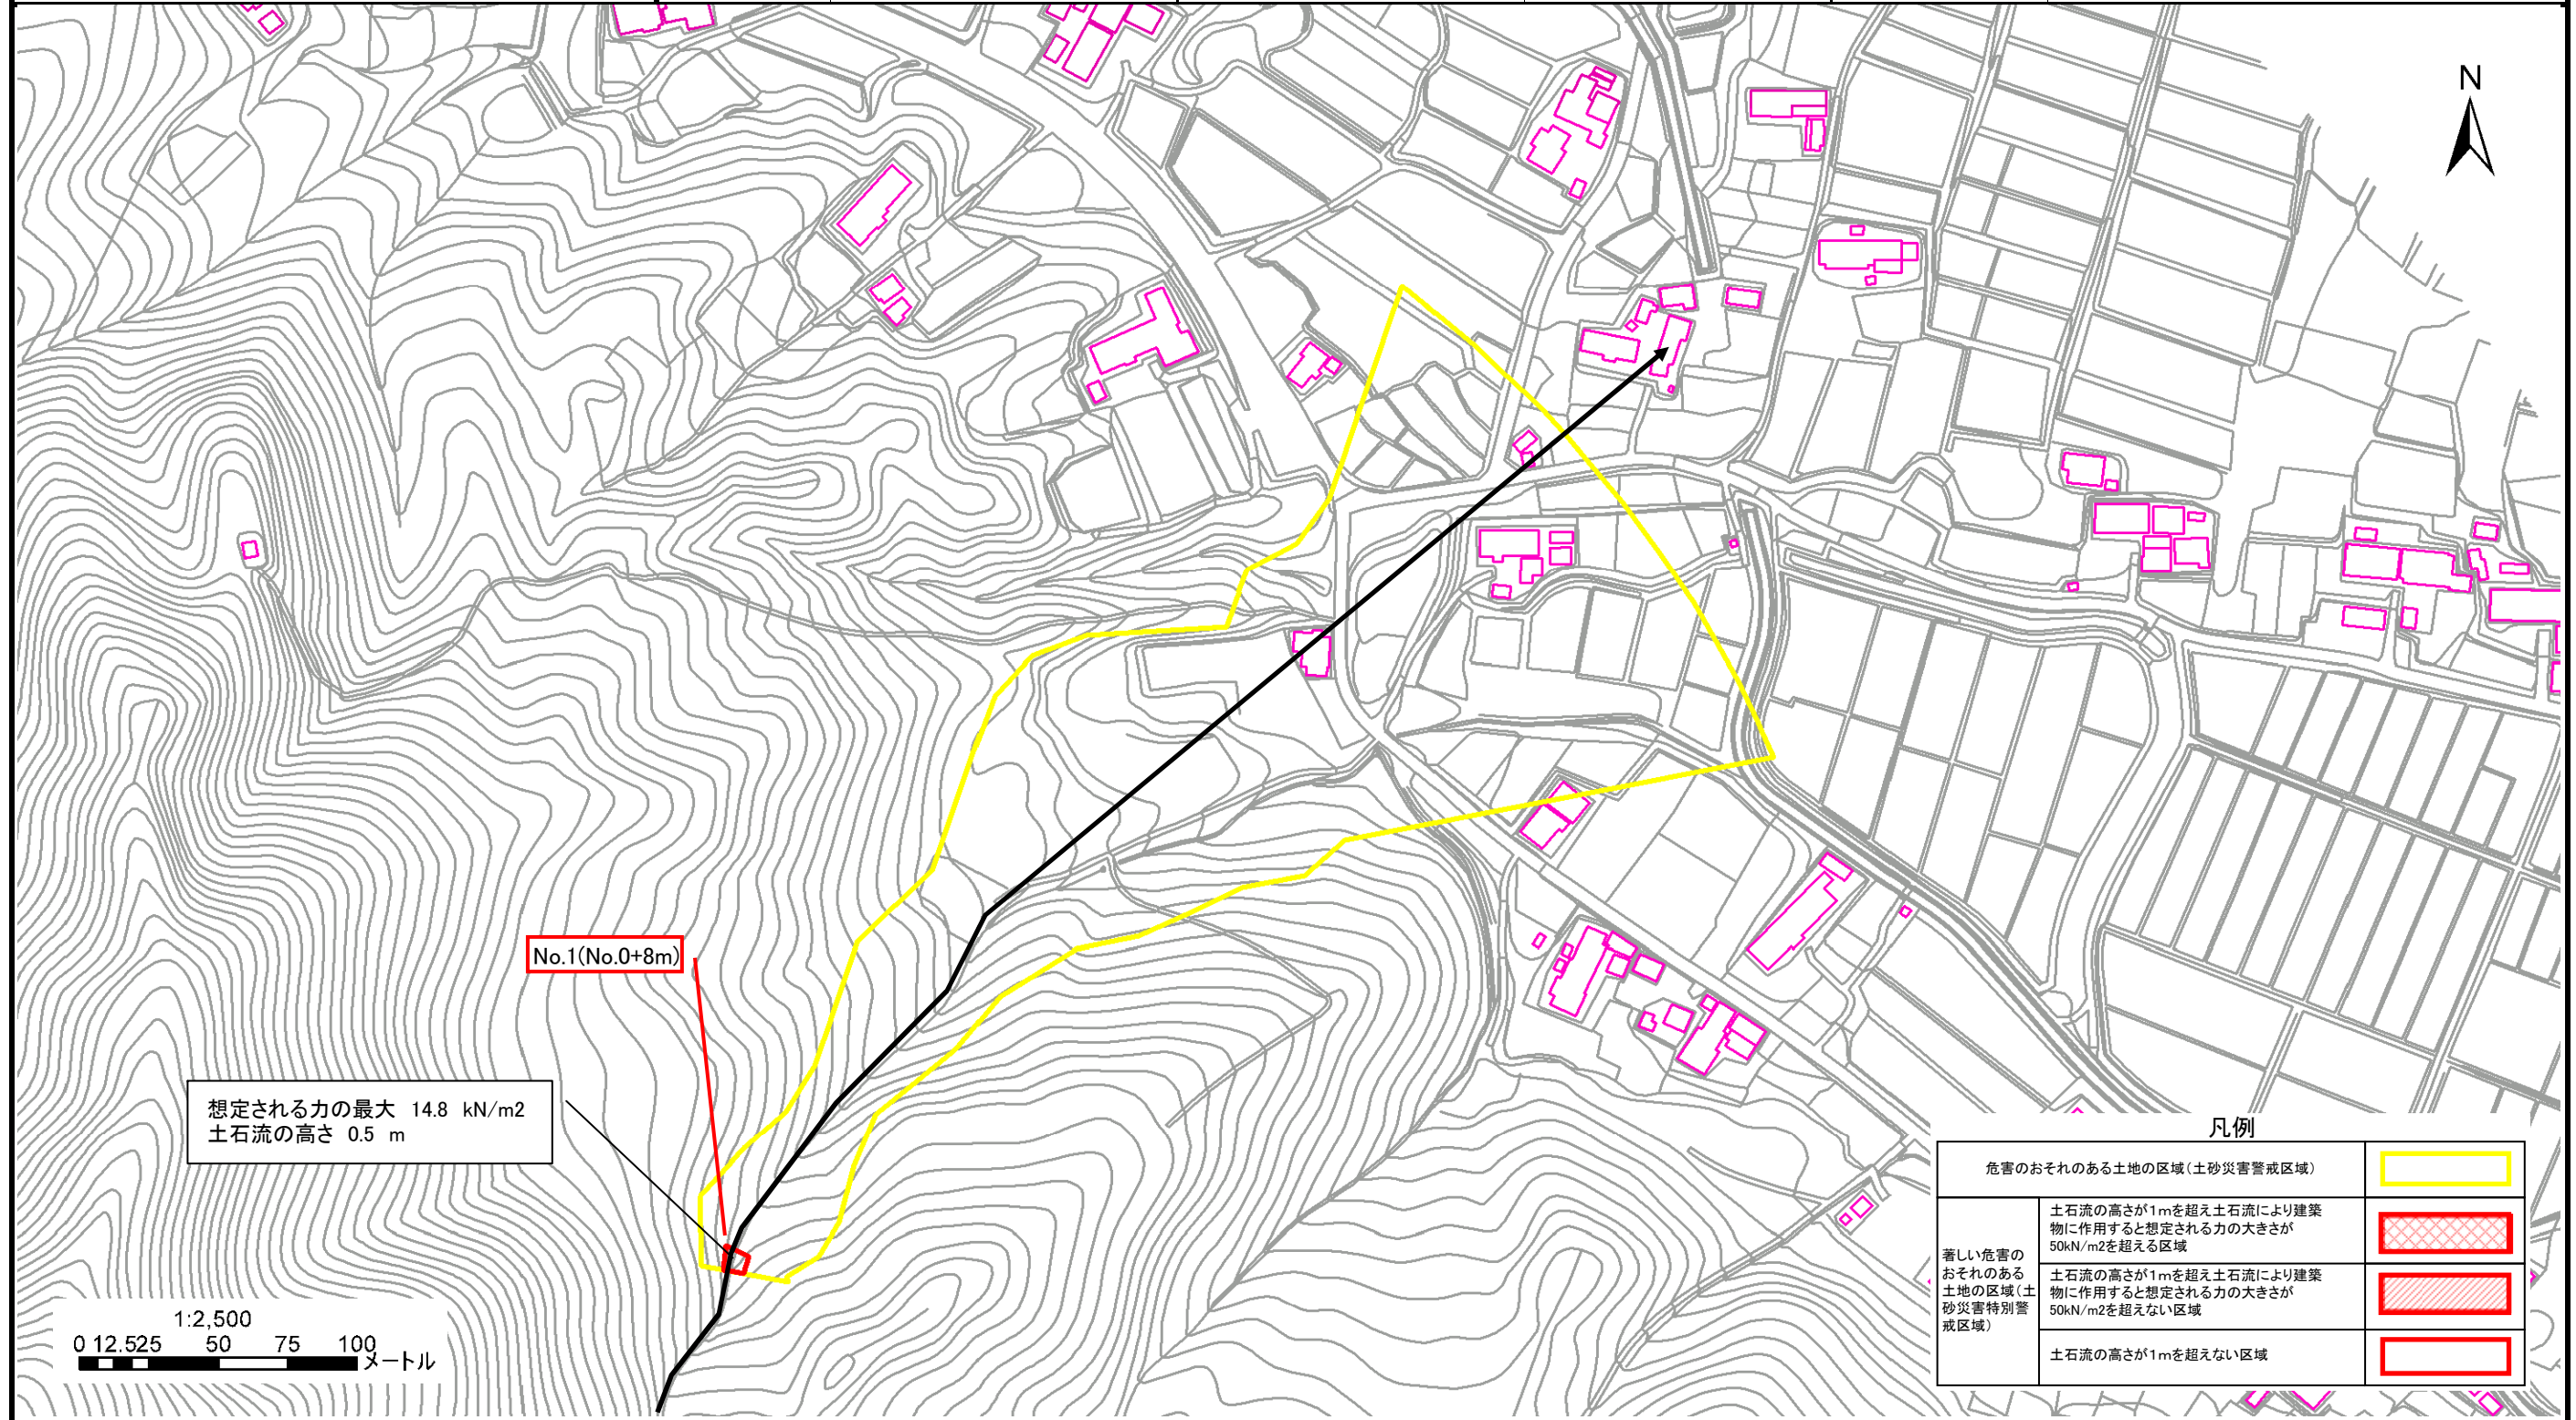 N
No.1(No.0+8m)
想定される力の最大 14.8 kN/m2
土石流の高さ 0.5 m
1:2,500
0 12.525 50 75 100
メートル
凡例
危害のおそれのある土地の区域(土砂災害警戒区域)
著しい危害の
おそれのある
土地の区域(土
砂災害特別警
戒区域)
土石流の高さが1mを超え土石流により建築
物に作用すると想定される力の大きさが
50kN/m2を超える区域
土石流の高さが1mを超え土石流により建築
物に作用すると想定される力の大きさが
50kN/m2を超えない区域
土石流の高さが1mを超えない区域